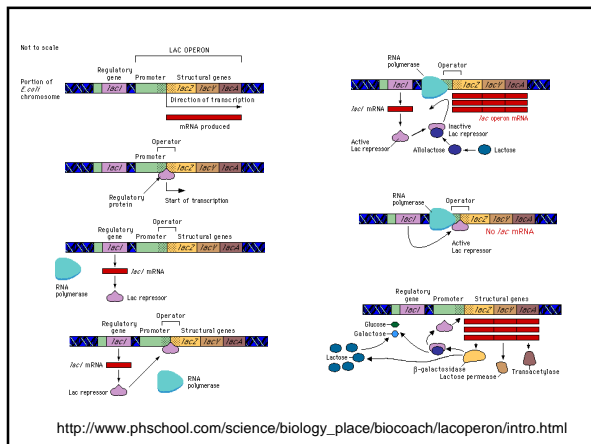 Not to scale
LAC OPERON
Regulatory
gene
Promoter
Structural genes
Portion of
E.coli
chromosome
lacI
lacZ
lacY
lacA
Direction of transcription
mRNA produced
Operator
Promoter
lacI
lacZ
lacY
lacA
Regulatory
protein
Start of transcription
Regulatory
gene
Operator
Promoter
Structural genes
lacI
lacZ
lacY
lacA
RNA
polymerase
lacI mRNA
Lac repressor
Regulatory
gene
Operator
Promoter
Structural genes
lacI
lacZ
lacY
lacA
lacI mRNA
Lac repressor
RNA
polymerase
RNA
polymerase
Operator
lacI
lacZ
lacY
lacA
lacI mRNA
lac operon mRNA
Active
Lac repressor
Inactive
Lac repressor
Allolactose
Lactose
RNA
polymerase
Operator
lacI
lacZ
lacY
lacA
No lac mRNA
Active
Lac repressor
Regulatory
gene
Promoter
Structural genes
lacI
lacZ
lacY
lacA
Glucose
Galactose
Lactose
β-galactosidase
Lactose permease
Transacetylase
http://www.phschool.com/science/biology_place/biocoach/lacoperon/intro.html